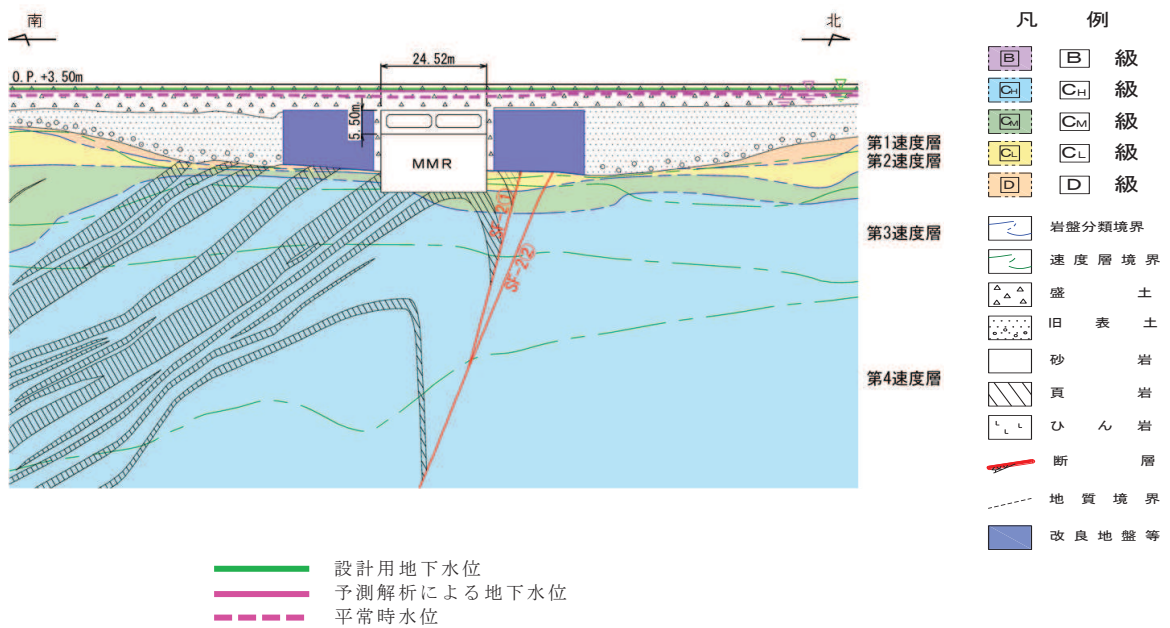 南
北
24.52m
O.P.+3.50m
5.50m
MMR
SF-2①
SF-2②
第1速度層
第2速度層
第3速度層
第4速度層
凡 例
B B 級
CH CH 級
CM CM 級
CL CL 級
D D 級
岩盤分類境界
速度層境界
盛土
旧表土
砂岩
頁岩
ひん岩
断層
地質境界
改良地盤等
設計用地下水位
予測解析による地下水位
平常時水位